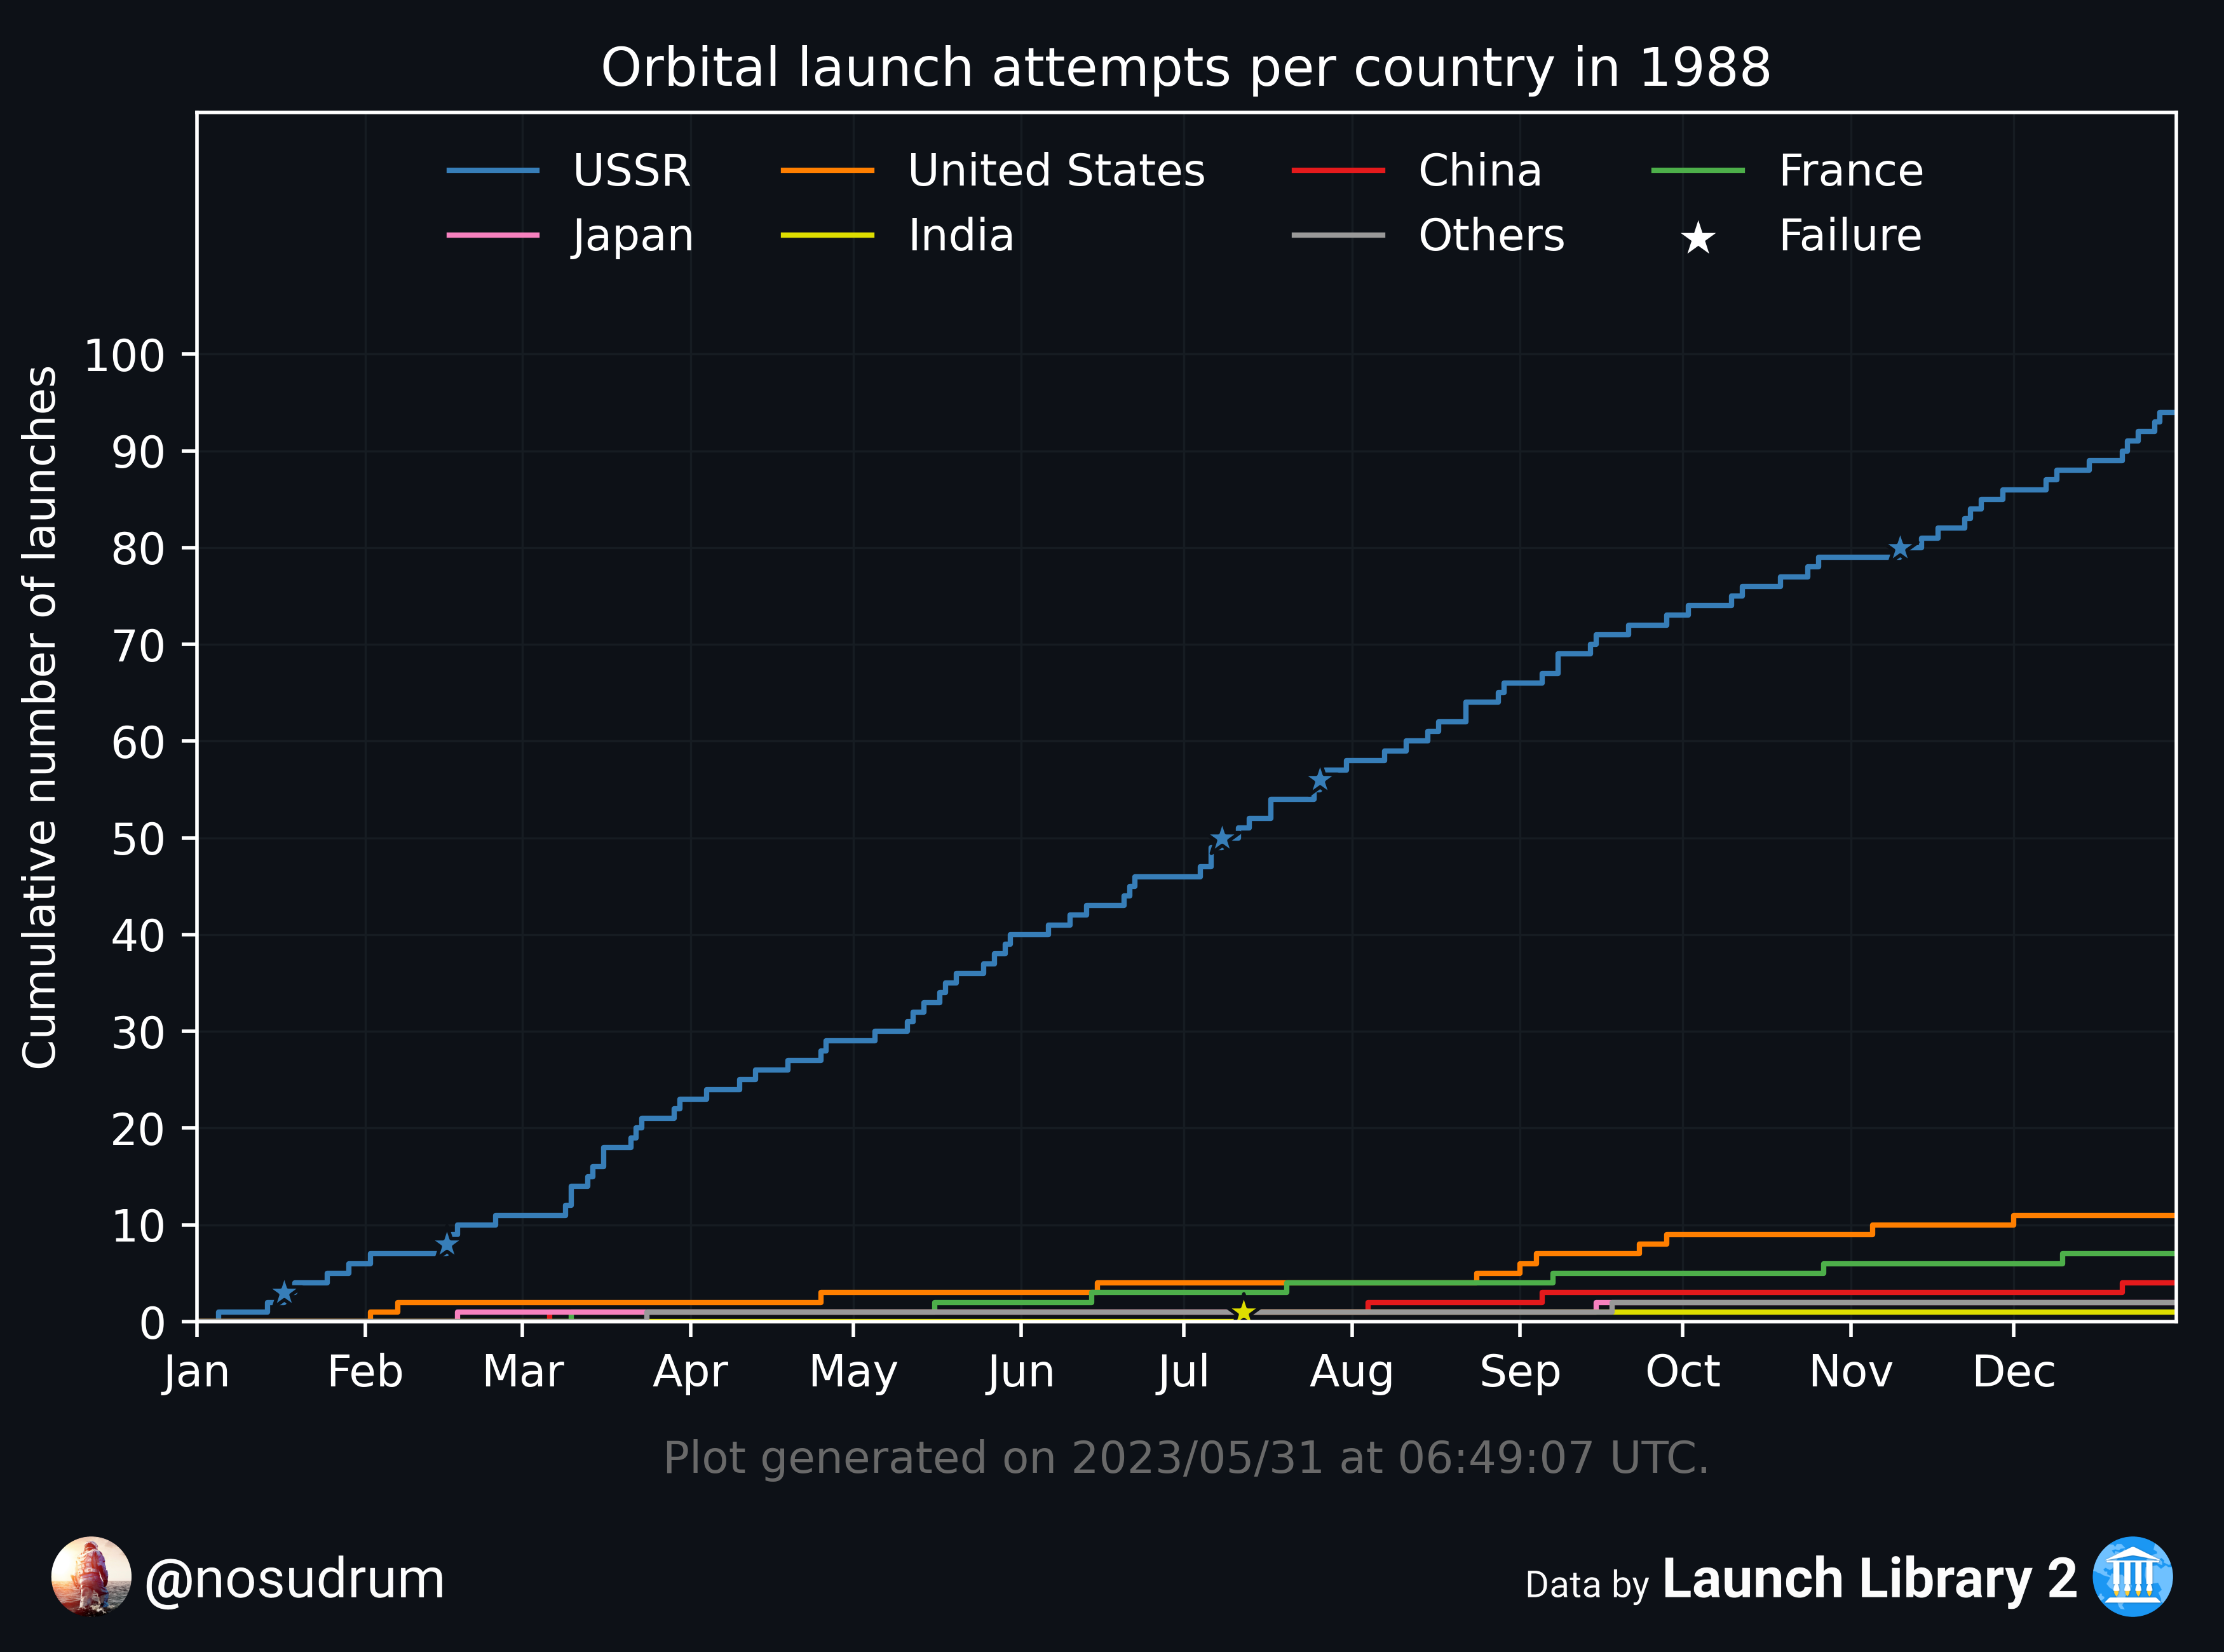 Orbital launch attempts per country in 1988
USSR United States China France
Japan India Others Failure
Cumulative number of launches
100
90
80
70
60
50
40
30
20
10
0
Jan Feb Mar Apr May Jun Jul Aug Sep Oct Nov Dec
Plot generated on 2023/05/31 at 06:49:07 UTC.
@nosudrum
Data by Launch Library 2